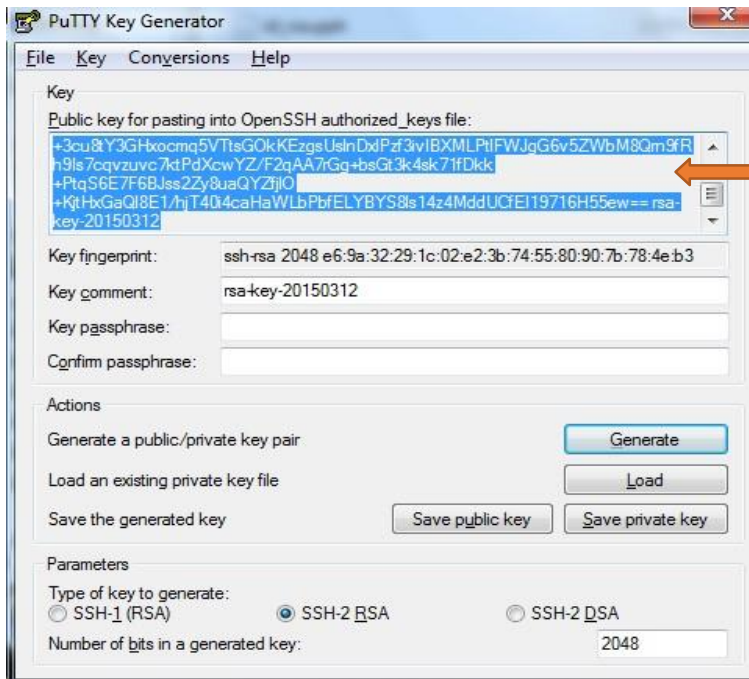 PuTTY Key Generator
File Key Conversions Help
Key
Public key for pasting into OpenSSH authorized_keys file:
+3cu8tY3GHxocmq5VTtsGOkKEzgsUslnDxlPzf3ivIBXMLPtlFWJgG6v5ZWbM8Qm9fR
h9ls7cqvzuvc7ktPdXcwYZ/F2qAA7rGg+bsGt3k4sk71fDkk
+PtqS6E7F6BJss2Zy8uaQYZfjlO
+KjtHxGaQl8E1/hjT40i4caHaWLbPbfELYBYS8ls14z4MddUCfEI19716H55ew== rsa-
key-20150312
Key fingerprint: ssh-rsa 2048 e6:9a:32:29:1c:02:e2:3b:74:55:80:90:7b:78:4e:b3
Key comment: rsa-key-20150312
Key passphrase:
Confirm passphrase:
Actions
Generate a public/private key pair Generate
Load an existing private key file Load
Save the generated key Save public key Save private key
Parameters
Type of key to generate:
SSH-1 (RSA) SSH-2 RSA SSH-2 DSA
Number of bits in a generated key: 2048